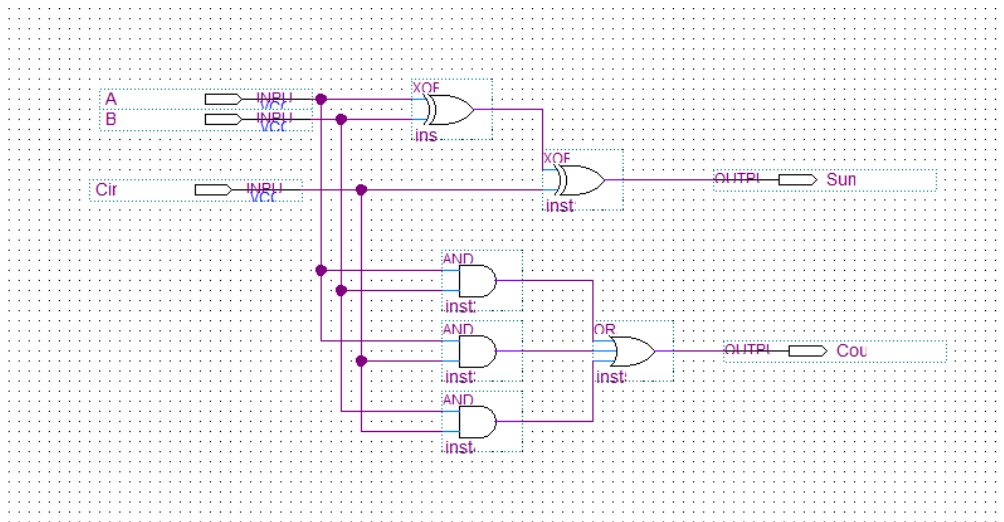 XOF
A INPU
VCC
B INPU
VCC
ins
XOF
Cir INPU
VCC
OUTPU Sun
inst
AND
inst
AND
OR
inst
OUTPU Cou
inst
AND
inst